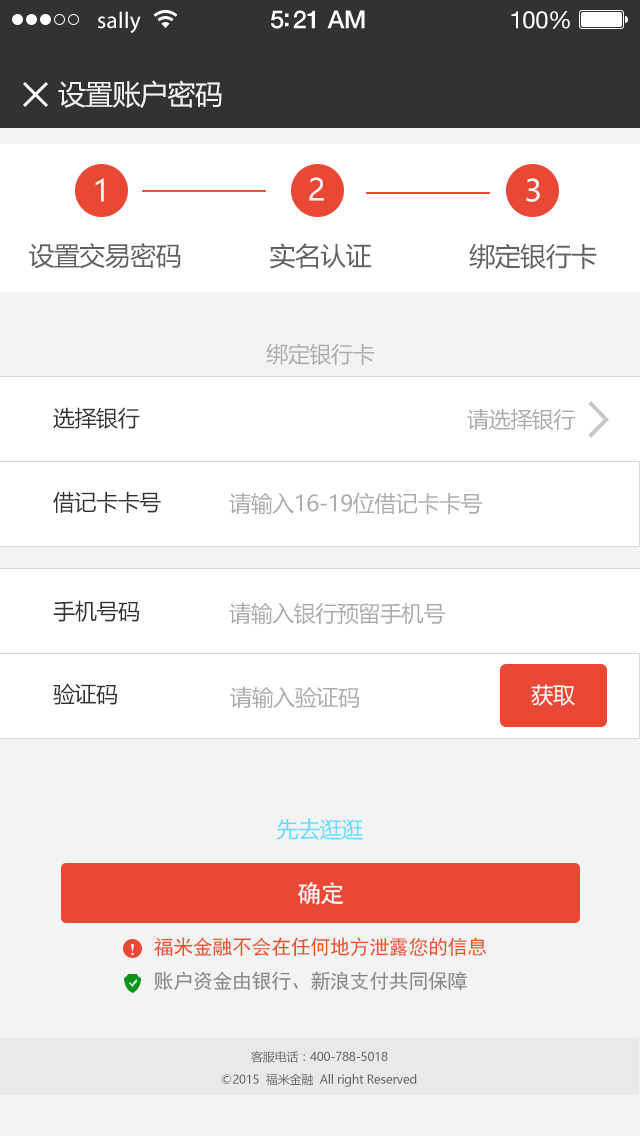 sally 5:21 AM 100%
设置账户密码
1 2 3
设置交易密码 实名认证 绑定银行卡
绑定银行卡
选择银行 请选择银行
借记卡卡号 请输入16-19位借记卡卡号
手机号码 请输入银行预留手机号
验证码 请输入验证码 获取
先去逛逛
确定
福米金融不会在任何地方泄露您的信息
账户资金由银行、新浪支付共同保障
客服电话：400-788-5018
©2015 福米金融 All right Reserved